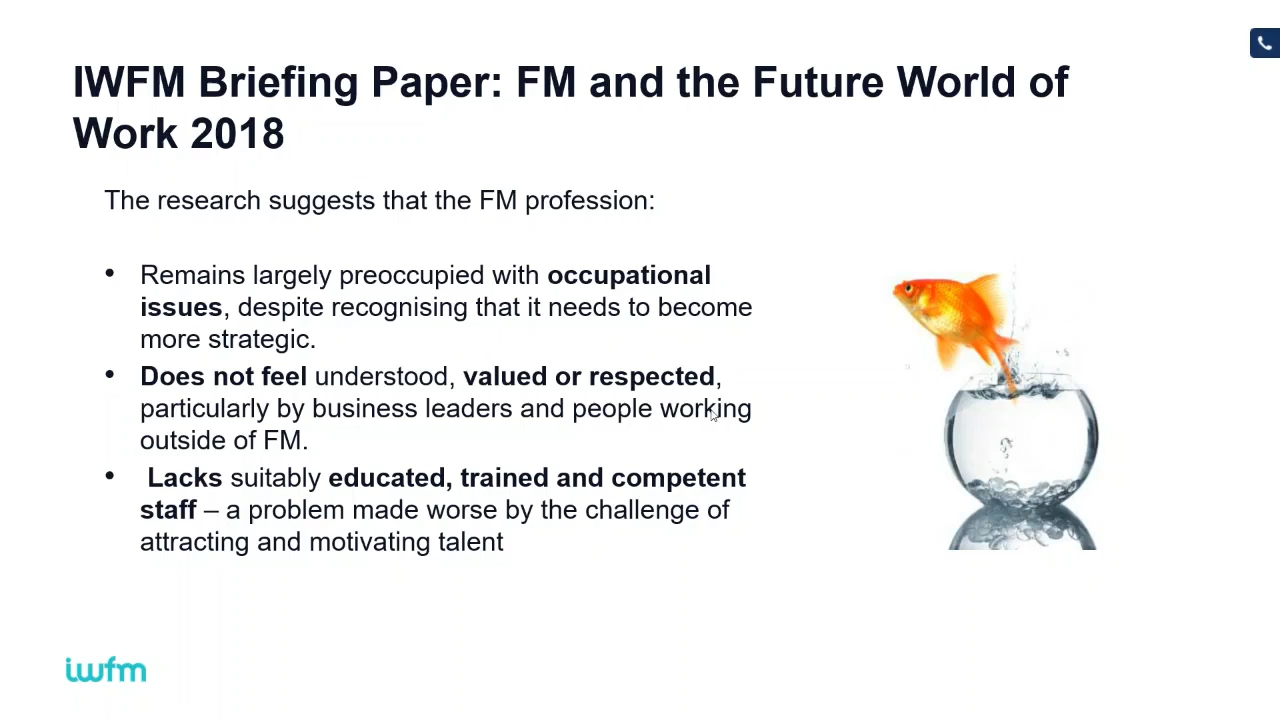 IWFM Briefing Paper: FM and the Future World of
Work 2018
The research suggests that the FM profession:
• Remains largely preoccupied with occupational
issues, despite recognising that it needs to become
more strategic.
• Does not feel understood, valued or respected,
particularly by business leaders and people working
outside of FM.
• Lacks suitably educated, trained and competent
staff – a problem made worse by the challenge of
attracting and motivating talent
iwfm